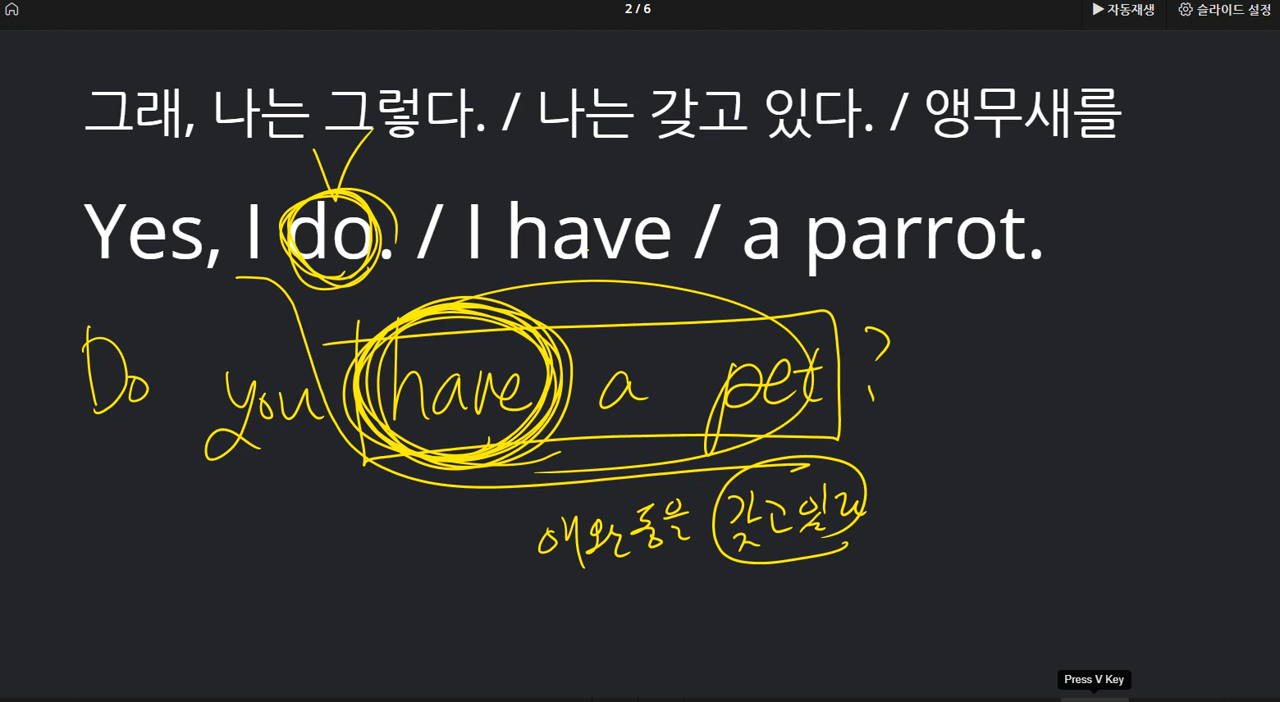 2 / 6
자동재생
슬라이드 설정
그래, 나는 그렇다. / 나는 갖고 있다. / 앵무새를
Yes, I do. / I have / a parrot.
Do you have a pet ?
애완동을 갖고있다
Press V Key